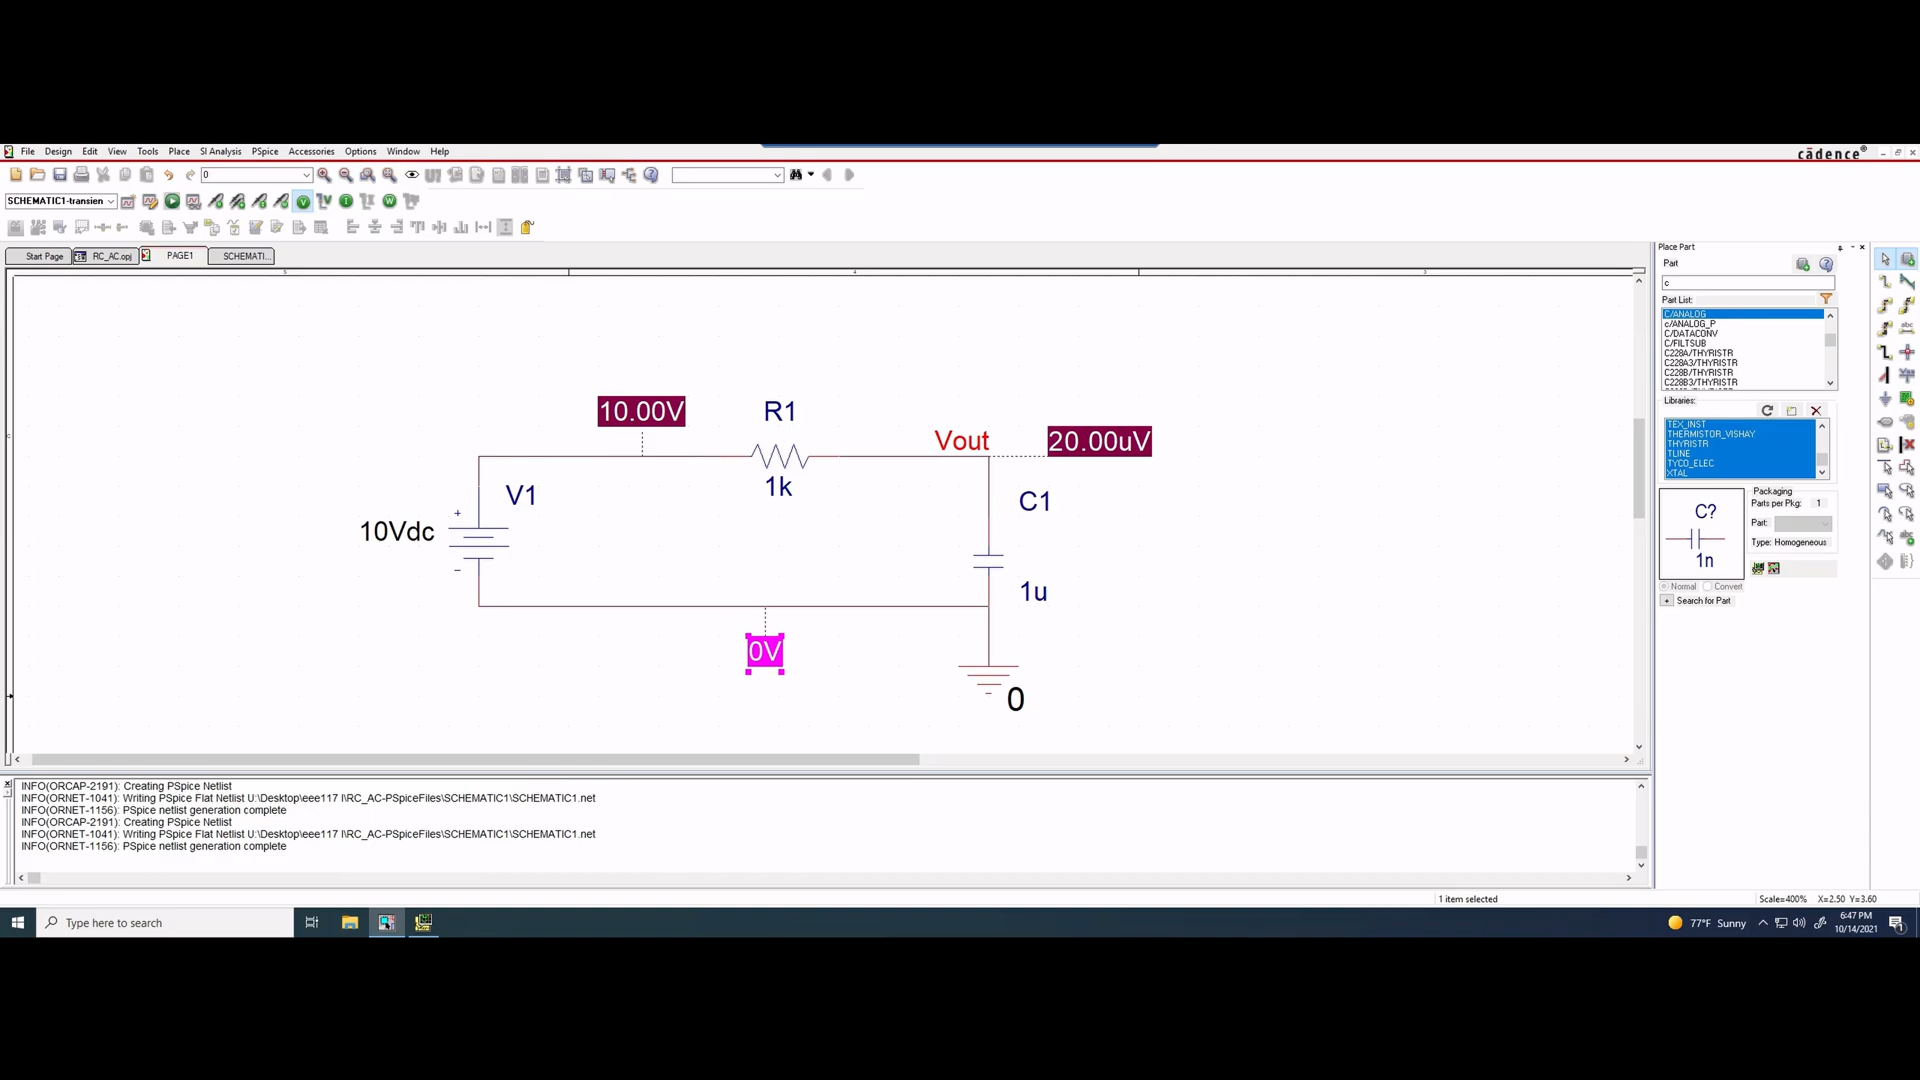 File Design Edit View Tools Place SI Analysis PSpice Accessories Options Window Help
cādence®
0
SCHEMATIC1-transien
Start Page RC_AC.opj PAGE1 SCHEMATI...
5 4 3
10.00V
R1
Vout
20.00uV
1k
V1
C1
+
10Vdc
-
1u
0V
0
Place Part
Part
c
Part List:
C/ANALOG
c/ANALOG_P
C/DATACONV
C/FILTSUB
C228A/THYRISTR
C228A3/THYRISTR
C228B/THYRISTR
C228B3/THYRISTR
Libraries:
TEX_INST
THERMISTOR_VISHAY
THYRISTR
TLINE
TYCO_ELEC
XTAL
Packaging
Parts per Pkg: 1
Part:
Type: Homogeneous
C?
1n
Normal Convert
+ Search for Part
INFO(ORCAP-2191): Creating PSpice Netlist
INFO(ORNET-1041): Writing PSpice Flat Netlist U:\Desktop\eee117 l\RC_AC-PSpiceFiles\SCHEMATIC1\SCHEMATIC1.net
INFO(ORNET-1156): PSpice netlist generation complete
INFO(ORCAP-2191): Creating PSpice Netlist
INFO(ORNET-1041): Writing PSpice Flat Netlist U:\Desktop\eee117 l\RC_AC-PSpiceFiles\SCHEMATIC1\SCHEMATIC1.net
INFO(ORNET-1156): PSpice netlist generation complete
1 item selected
Scale=400% X=2.50 Y=3.60
Type here to search
77°F Sunny
6:47 PM
10/14/2021